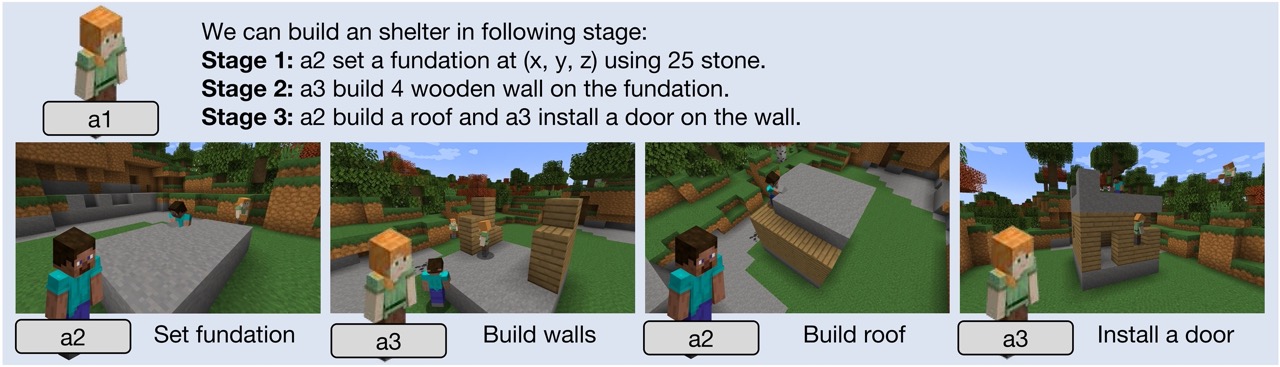 We can build an shelter in following stage:
Stage 1: a2 set a fundation at (x, y, z) using 25 stone.
Stage 2: a3 build 4 wooden wall on the fundation.
Stage 3: a2 build a roof and a3 install a door on the wall.
a1
a2 Set fundation
a3 Build walls
a2 Build roof
a3 Install a door